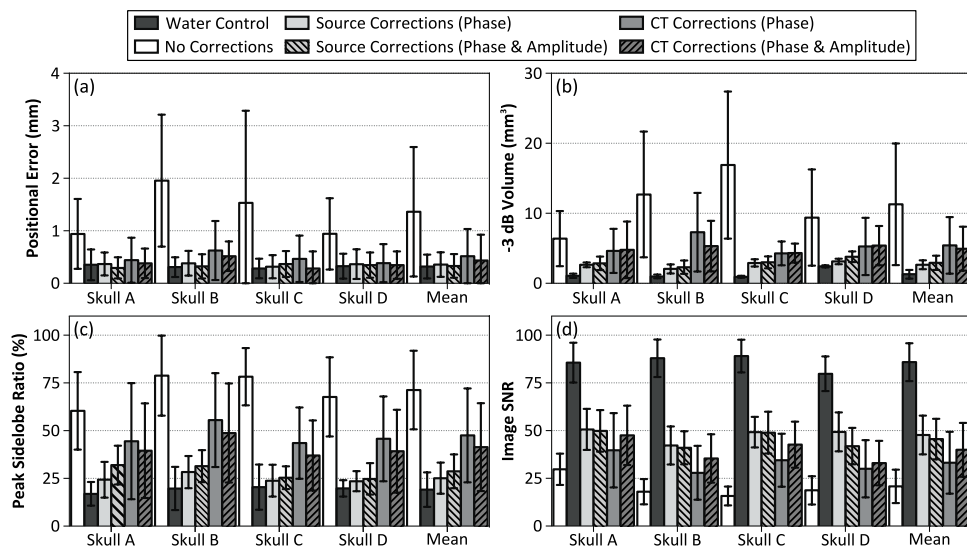 Water Control
Source Corrections (Phase)
CT Corrections (Phase)
No Corrections
Source Corrections (Phase & Amplitude)
CT Corrections (Phase & Amplitude)
(a)
Positional Error (mm)
4
3
2
1
0
Skull A
Skull B
Skull C
Skull D
Mean
(b)
-3 dB Volume (mm³)
30
20
10
0
Skull A
Skull B
Skull C
Skull D
Mean
(c)
Peak Sidelobe Ratio (%)
100
75
50
25
0
Skull A
Skull B
Skull C
Skull D
Mean
(d)
Image SNR
100
75
50
25
0
Skull A
Skull B
Skull C
Skull D
Mean